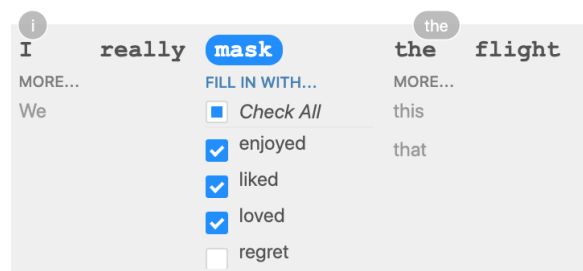 i the
I really mask the flight
MORE... FILL IN WITH... MORE...
We Check All this
enjoyed that
liked
loved
regret